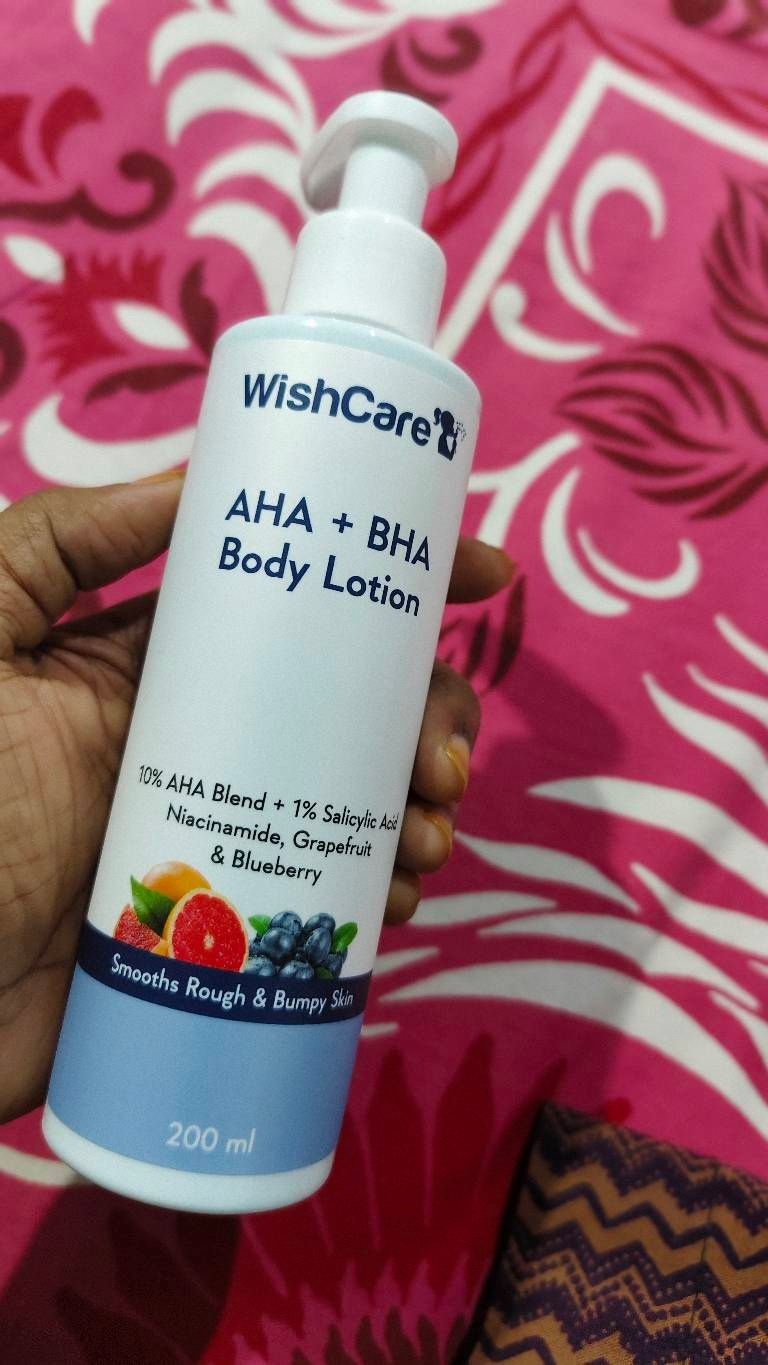 WishCare
AHA + BHA
Body Lotion
10% AHA Blend + 1% Salicylic Acid
Niacinamide, Grapefruit
& Blueberry
Smooths Rough & Bumpy Skin
200 ml